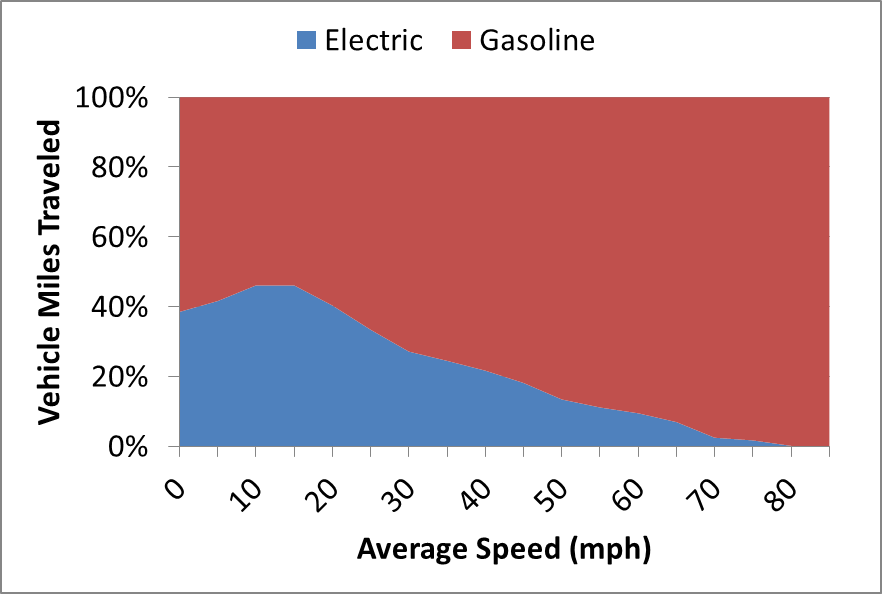 Electric Gasoline
100%
80%
60%
40%
20%
0%
Vehicle Miles Traveled
0 10 20 30 40 50 60 70 80
Average Speed (mph)